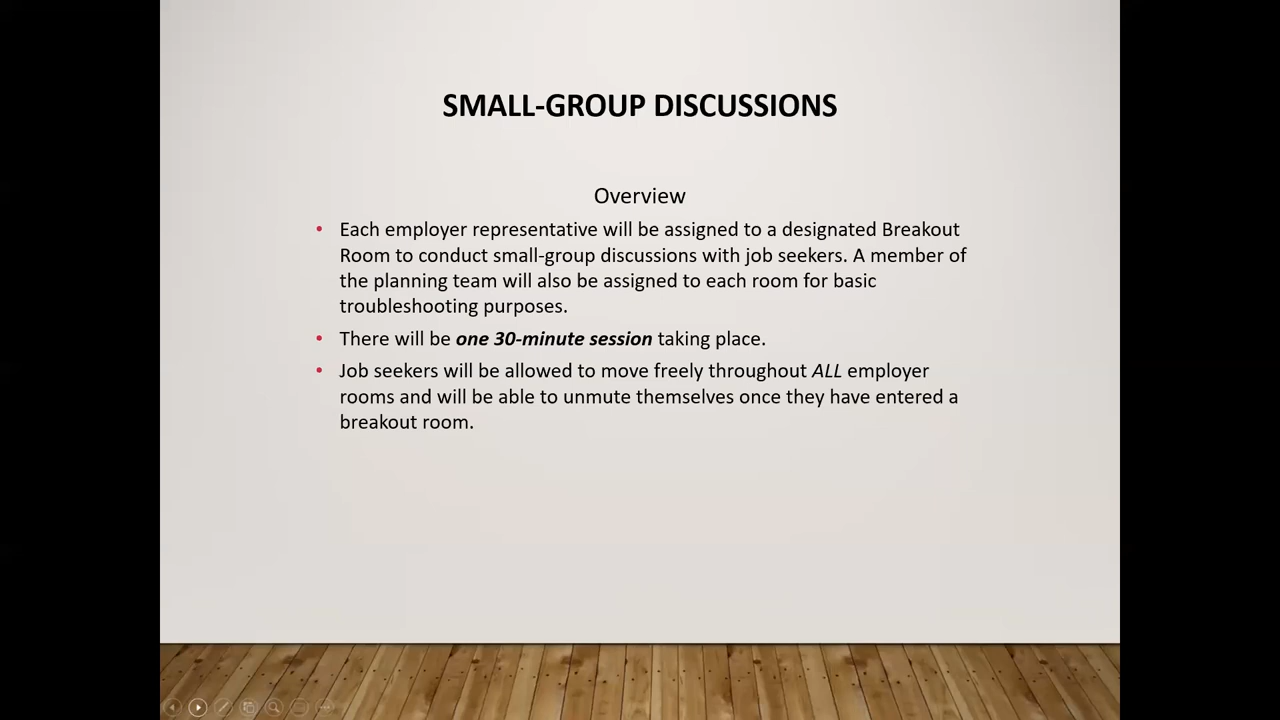 SMALL-GROUP DISCUSSIONS
Overview
• Each employer representative will be assigned to a designated Breakout
Room to conduct small-group discussions with job seekers. A member of
the planning team will also be assigned to each room for basic
troubleshooting purposes.
• There will be one 30-minute session taking place.
• Job seekers will be allowed to move freely throughout ALL employer
rooms and will be able to unmute themselves once they have entered a
breakout room.